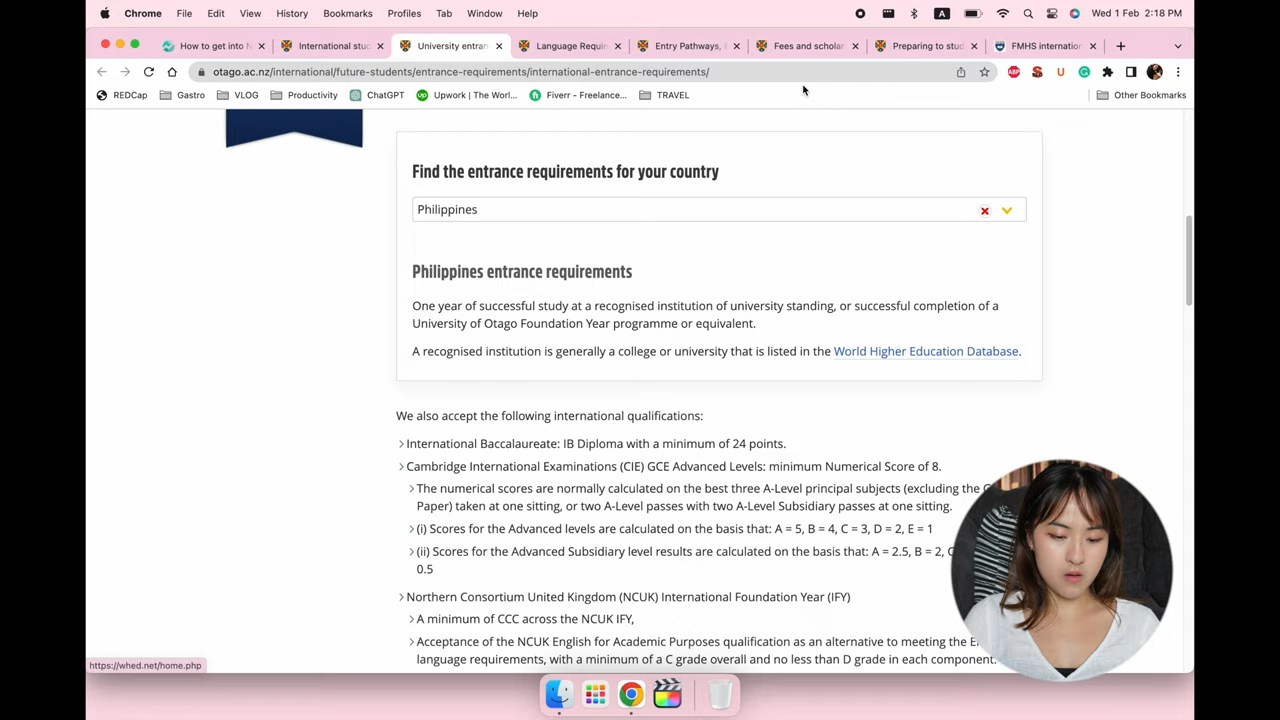 Chrome File Edit View History Bookmarks Profiles Tab Window Help A Wed 1 Feb 2:18 PM
How to get into N International stude University entran Language Requir Entry Pathways, E Fees and scholar Preparing to stud FMHS internation
otago.ac.nz/international/future-students/entrance-requirements/international-entrance-requirements/
REDCap Gastro VLOG Productivity ChatGPT Upwork | The Worl... Fiverr - Freelance... TRAVEL Other Bookmarks
Find the entrance requirements for your country
Philippines
Philippines entrance requirements
One year of successful study at a recognised institution of university standing, or successful completion of a
University of Otago Foundation Year programme or equivalent.
A recognised institution is generally a college or university that is listed in the World Higher Education Database.
We also accept the following international qualifications:
International Baccalaureate: IB Diploma with a minimum of 24 points.
Cambridge International Examinations (CIE) GCE Advanced Levels: minimum Numerical Score of 8.
The numerical scores are normally calculated on the best three A-Level principal subjects (excluding the
Paper) taken at one sitting, or two A-Level passes with two A-Level Subsidiary passes at one sitting.
(i) Scores for the Advanced levels are calculated on the basis that: A = 5, B = 4, C = 3, D = 2, E = 1
(ii) Scores for the Advanced Subsidiary level results are calculated on the basis that: A = 2.5, B = 2,
0.5
Northern Consortium United Kingdom (NCUK) International Foundation Year (IFY)
A minimum of CCC across the NCUK IFY,
Acceptance of the NCUK English for Academic Purposes qualification as an alternative to meeting the
language requirements, with a minimum of a C grade overall and no less than D grade in each component.
https://whed.net/home.php